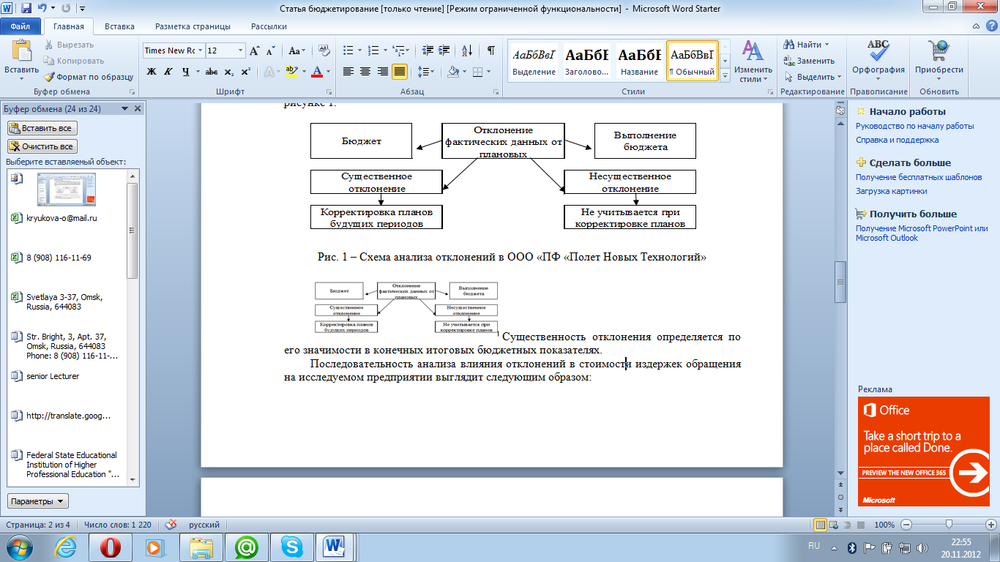 Статья бюджетирование [только чтение] [Режим ограниченной функциональности] - Microsoft Word Starter
Файл
Главная
Вставка
Разметка страницы
Рассылки
Вставить
Вырезать
Копировать
Формат по образцу
Буфер обмена
Times New Ro
12
Aa
Ж К Ч abc x₂ x²
Шрифт
Абзац
АаБбВвІ
Выделение
АаБбЕ
Заголово...
АаБбЕ
Название
АаБбВвІ
¶ Обычный
Стили
Изменить
стили
Найти
Заменить
Выделить
Редактирование
ABC
Орфография
Правописание
Приобрести
Обновить
Буфер обмена (24 из 24)
Вставить все
Очистить все
Выберите вставляемый объект:
kryukova-o@mail.ru
8 (908) 116-11-69
Svetlaya 3-37, Omsk,
Russia, 644083
Str. Bright, 3, Apt. 37,
Omsk, Russia, 644083
Phone: 8 (908) 116-11-...
senior Lecturer
http://translate.goog...
Federal State Educational
Institution of Higher
Professional Education "...
Параметры
рисунке 1.
Бюджет
Отклонение
фактических данных от
плановых
Выполнение
бюджета
Существенное
отклонение
Несущественное
отклонение
Корректировка планов
будущих периодов
Не учитывается при
корректировке планов
Рис. 1 – Схема анализа отклонений в ООО «ПФ «Полет Новых Технологий»
Бюджет
Отклонение
фактических данных от
плановых
Выполнение
бюджета
Существенное
отклонение
Несущественное
отклонение
Корректировка планов
будущих периодов
Не учитывается при
корректировке планов
Существенность отклонения определяется по
его значимости в конечных итоговых бюджетных показателях.
Последовательность анализа влияния отклонений в стоимости издержек обращения
на исследуемом предприятии выглядит следующим образом:
Начало работы
Руководство по началу работы
Справка и поддержка
Сделать больше
Получение бесплатных шаблонов
Загрузка картинки
Получить больше
Получение Microsoft PowerPoint или
Microsoft Outlook
Реклама
Office
Take a short trip to a
place called Done.
PREVIEW THE NEW OFFICE 365
Microsoft
Страница: 2 из 4
Число слов: 1 220
русский
100%
RU
22:55
20.11.2012